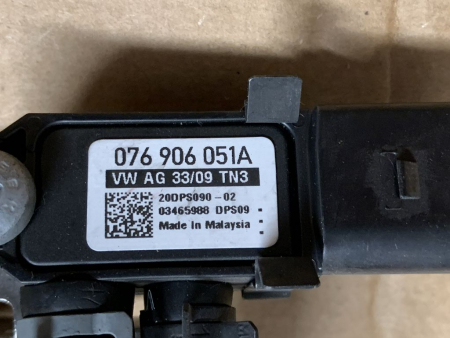 076 906 051A
VW AG 33/09 TN3
20DPS090-02
03465988 DPS09
Made in Malaysia